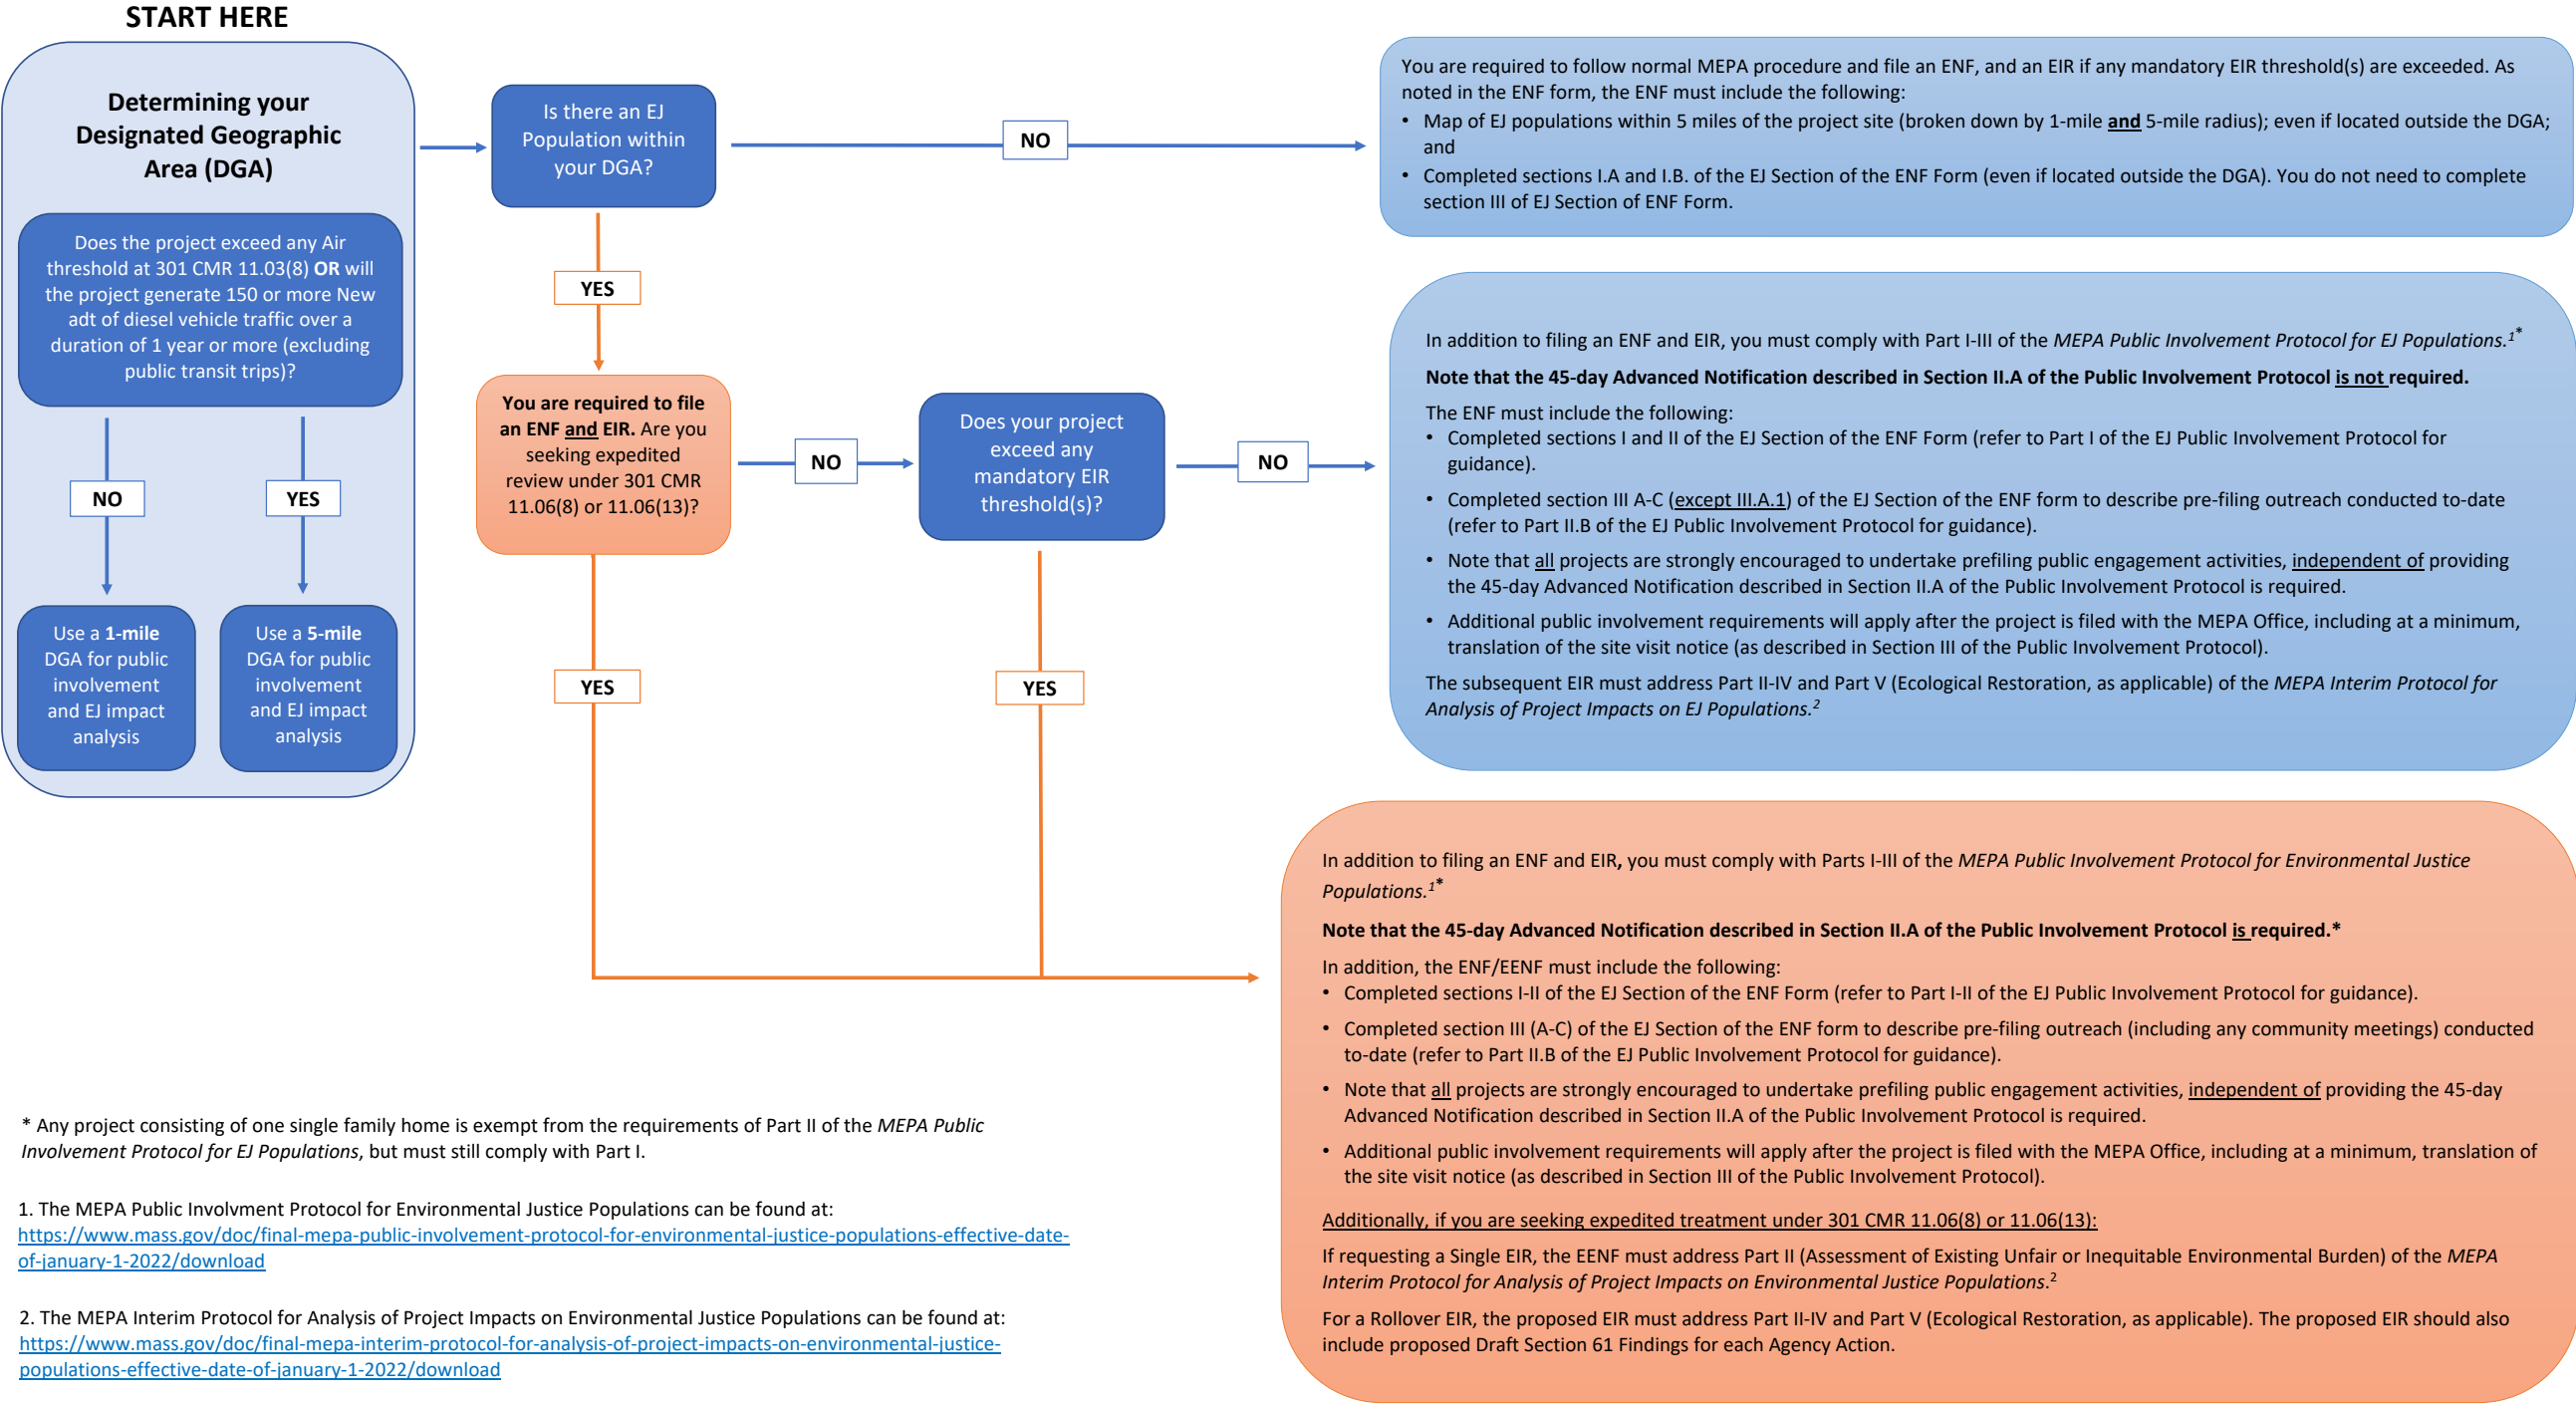 START HERE
Determining your
Designated Geographic
Area (DGA)
Does the project exceed any Air
threshold at 301 CMR 11.03(8) OR will
the project generate 150 or more New
adt of diesel vehicle traffic over a
duration of 1 year or more (excluding
public transit trips)?
NO
YES
Use a 1-mile
DGA for public
involvement
and EJ impact
analysis
Use a 5-mile
DGA for public
involvement
and EJ impact
analysis
Is there an EJ
Population within
your DGA?
NO
YES
You are required to file
an ENF and EIR. Are you
seeking expedited
review under 301 CMR
11.06(8) or 11.06(13)?
NO
YES
Does your project
exceed any
mandatory EIR
threshold(s)?
NO
YES
You are required to follow normal MEPA procedure and file an ENF, and an EIR if any mandatory EIR threshold(s) are exceeded. As
noted in the ENF form, the ENF must include the following:
• Map of EJ populations within 5 miles of the project site (broken down by 1-mile and 5-mile radius); even if located outside the DGA;
and
• Completed sections I.A and I.B. of the EJ Section of the ENF Form (even if located outside the DGA). You do not need to complete
section III of EJ Section of ENF Form.
In addition to filing an ENF and EIR, you must comply with Part I-III of the MEPA Public Involvement Protocol for EJ Populations.1*
Note that the 45-day Advanced Notification described in Section II.A of the Public Involvement Protocol is not required.
The ENF must include the following:
• Completed sections I and II of the EJ Section of the ENF Form (refer to Part I of the EJ Public Involvement Protocol for
guidance).
• Completed section III A-C (except III.A.1) of the EJ Section of the ENF form to describe pre-filing outreach conducted to-date
(refer to Part II.B of the EJ Public Involvement Protocol for guidance).
• Note that all projects are strongly encouraged to undertake prefiling public engagement activities, independent of providing
the 45-day Advanced Notification described in Section II.A of the Public Involvement Protocol is required.
• Additional public involvement requirements will apply after the project is filed with the MEPA Office, including at a minimum,
translation of the site visit notice (as described in Section III of the Public Involvement Protocol).
The subsequent EIR must address Part II-IV and Part V (Ecological Restoration, as applicable) of the MEPA Interim Protocol for
Analysis of Project Impacts on EJ Populations.2
In addition to filing an ENF and EIR, you must comply with Parts I-III of the MEPA Public Involvement Protocol for Environmental Justice
Populations.1*
Note that the 45-day Advanced Notification described in Section II.A of the Public Involvement Protocol is required.*
In addition, the ENF/EENF must include the following:
• Completed sections I-II of the EJ Section of the ENF Form (refer to Part I-II of the EJ Public Involvement Protocol for guidance).
• Completed section III (A-C) of the EJ Section of the ENF form to describe pre-filing outreach (including any community meetings) conducted
to-date (refer to Part II.B of the EJ Public Involvement Protocol for guidance).
• Note that all projects are strongly encouraged to undertake prefiling public engagement activities, independent of providing the 45-day
Advanced Notification described in Section II.A of the Public Involvement Protocol is required.
• Additional public involvement requirements will apply after the project is filed with the MEPA Office, including at a minimum, translation of
the site visit notice (as described in Section III of the Public Involvement Protocol).
Additionally, if you are seeking expedited treatment under 301 CMR 11.06(8) or 11.06(13):
If requesting a Single EIR, the EENF must address Part II (Assessment of Existing Unfair or Inequitable Environmental Burden) of the MEPA
Interim Protocol for Analysis of Project Impacts on Environmental Justice Populations.2
For a Rollover EIR, the proposed EIR must address Part II-IV and Part V (Ecological Restoration, as applicable). The proposed EIR should also
include proposed Draft Section 61 Findings for each Agency Action.
* Any project consisting of one single family home is exempt from the requirements of Part II of the MEPA Public
Involvement Protocol for EJ Populations, but must still comply with Part I.
1. The MEPA Public Involvment Protocol for Environmental Justice Populations can be found at:
https://www.mass.gov/doc/final-mepa-public-involvement-protocol-for-environmental-justice-populations-effective-date-
of-january-1-2022/download
2. The MEPA Interim Protocol for Analysis of Project Impacts on Environmental Justice Populations can be found at:
https://www.mass.gov/doc/final-mepa-interim-protocol-for-analysis-of-project-impacts-on-environmental-justice-
populations-effective-date-of-january-1-2022/download